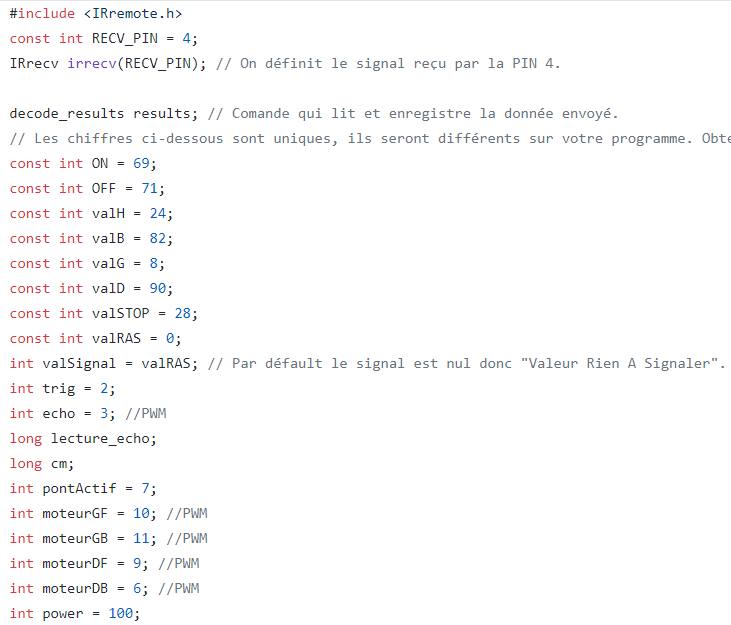 #include <IRremote.h>
const int RECV_PIN = 4;
IRrecv irrecv(RECV_PIN); // On définit le signal reçu par la PIN 4.
decode_results results; // Comande qui lit et enregistre la donnée envoyé.
// Les chiffres ci-dessous sont uniques, ils seront différents sur votre programme. Obte
const int ON = 69;
const int OFF = 71;
const int valH = 24;
const int valB = 82;
const int valG = 8;
const int valD = 90;
const int valSTOP = 28;
const int valRAS = 0;
int valSignal = valRAS; // Par défault le signal est nul donc "Valeur Rien A Signaler".
int trig = 2;
int echo = 3; //PWM
long lecture_echo;
long cm;
int pontActif = 7;
int moteurGF = 10; //PWM
int moteurGB = 11; //PWM
int moteurDF = 9; //PWM
int moteurDB = 6; //PWM
int power = 100;